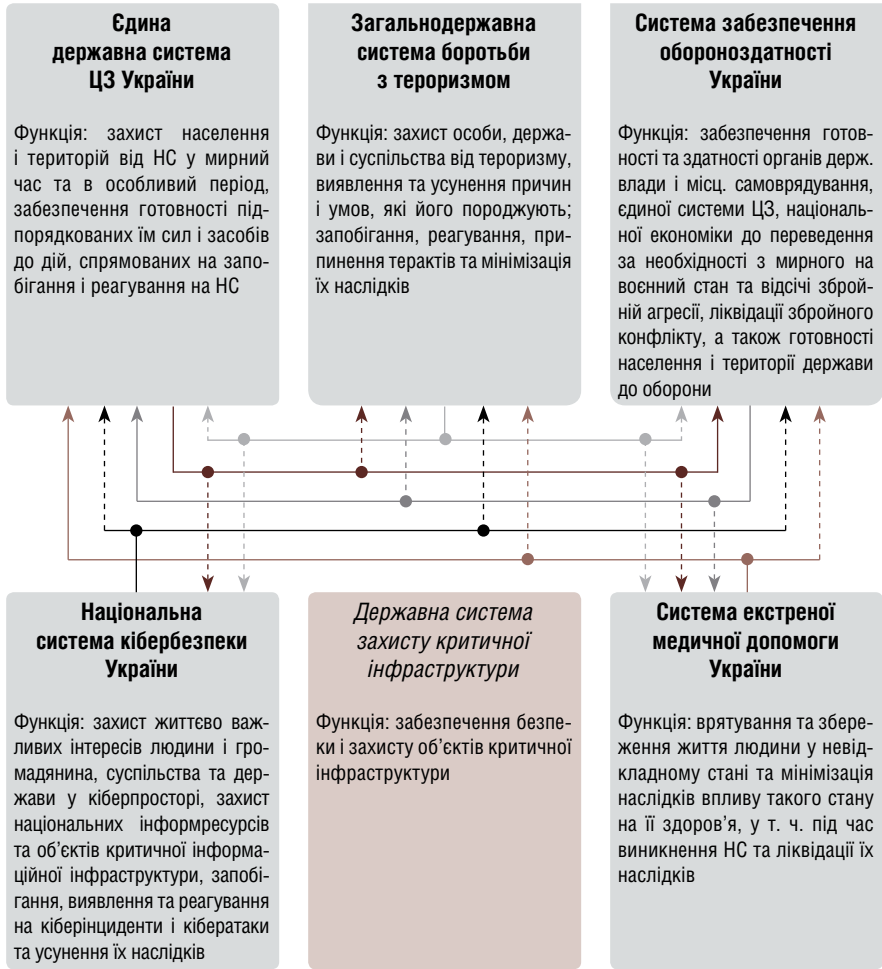 Єдина
державна система
ЦЗ України
Функція: захист населення
і територій від НС у мирний
час та в особливий період,
забезпечення готовності під-
порядкованих їм сил і засобів
до дій, спрямованих на запо-
бігання і реагування на НС
Загальнодержавна
система боротьби
з тероризмом
Функція: захист особи, держа-
ви і суспільства від тероризму,
виявлення та усунення причин
і умов, які його породжують;
запобігання, реагування, при-
пинення терактів та мінімізація
їх наслідків
Система забезпечення
обороноздатності
України
Функція: забезпечення готов-
ності та здатності органів держ.
влади і місц. самоврядування,
єдиної системи ЦЗ, національ-
ної економіки до переведення
за необхідності з мирного на
воєнний стан та відсічі зброй-
ній агресії, ліквідації збройного
конфлікту, а також готовності
населення і території держави
до оборони
Національна
система кібербезпеки
України
Функція: захист життєво важ-
ливих інтересів людини і гро-
мадянина, суспільства та дер-
жави у кіберпросторі, захист
національних інформресурсів
та об’єктів критичної інформа-
ційної інфраструктури, запобі-
гання, виявлення та реагування
на кіберінциденти і кібератаки
та усунення їх наслідків
Державна система
захисту критичної
інфраструктури
Функція: забезпечення безпе-
ки і захисту об’єктів критичної
інфраструктури
Система екстреної
медичної допомоги
України
Функція: врятування та збере-
ження життя людини у невід-
кладному стані та мінімізація
наслідків впливу такого стану
на її здоров’я, у т. ч. під час
виникнення НС та ліквідації їх
наслідків